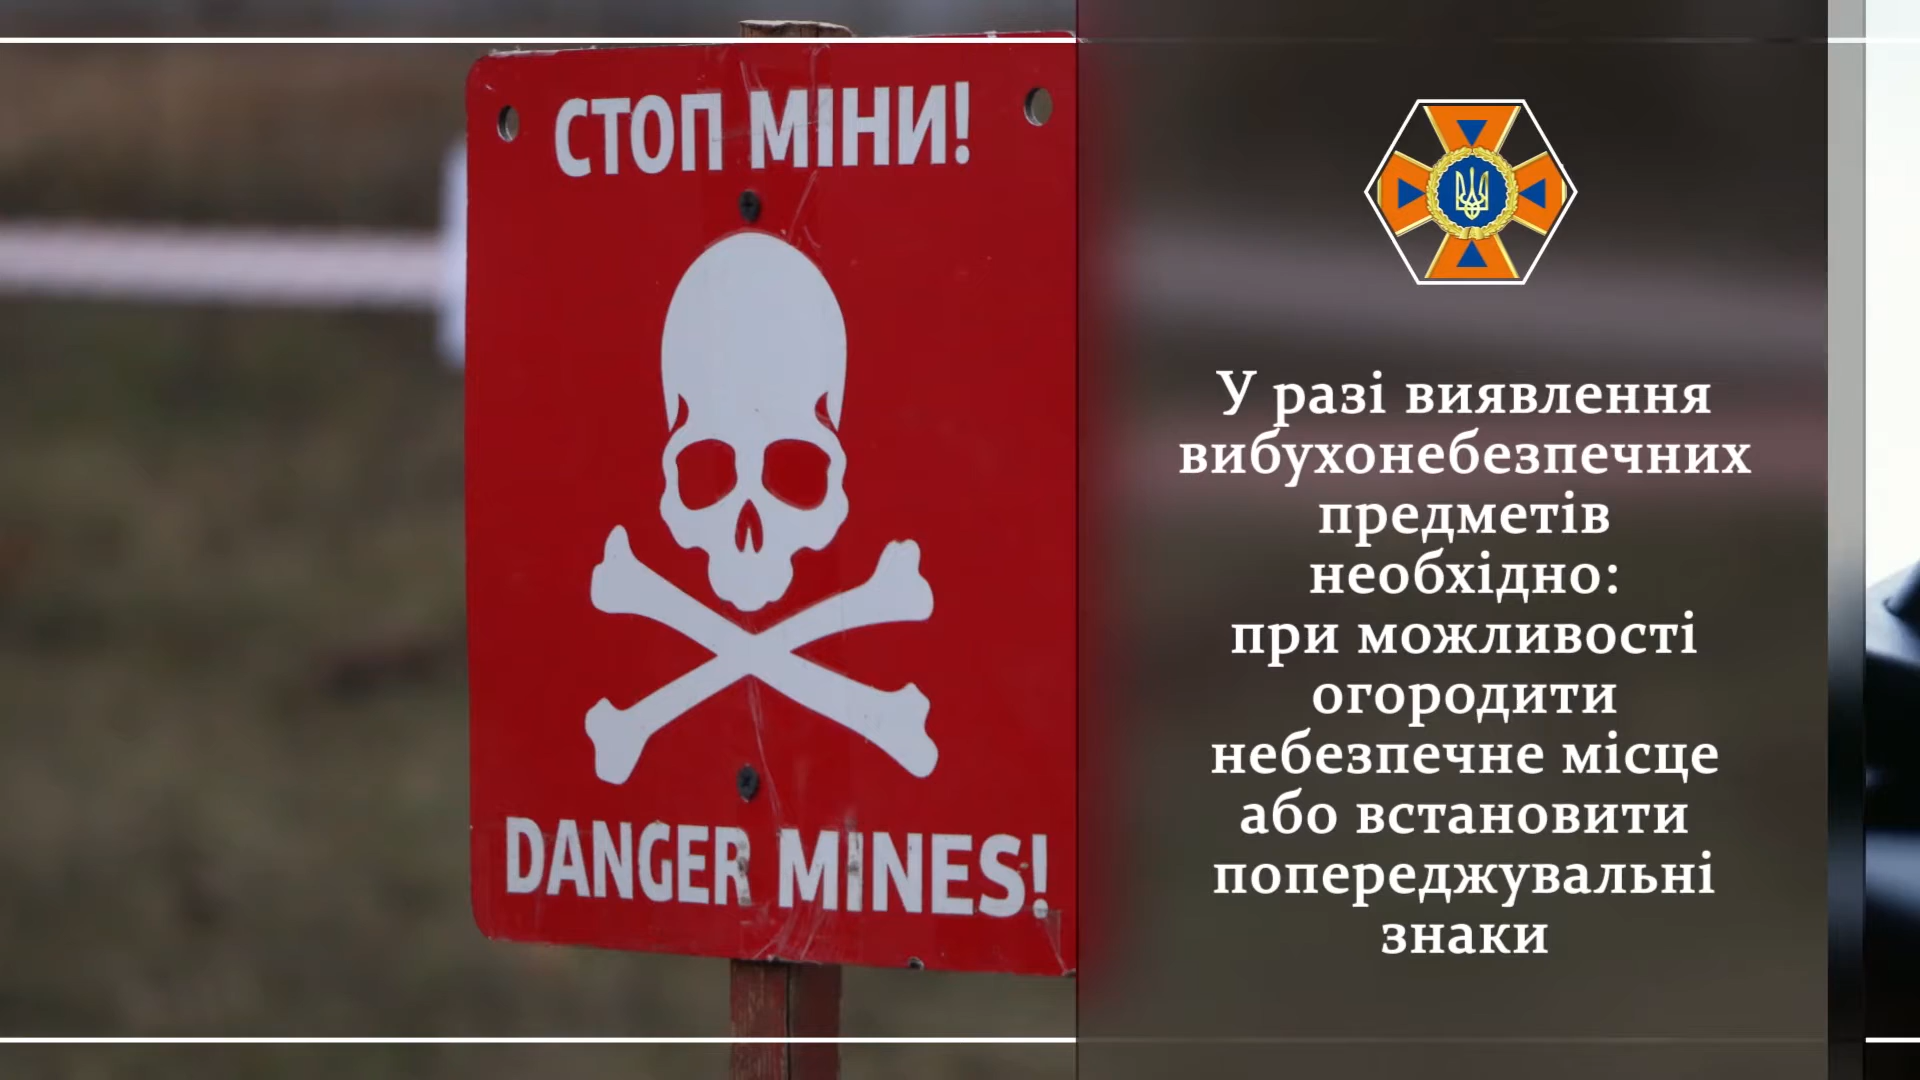 СТОП МІНИ!
DANGER MINES!
У разі виявлення
вибухонебезпечних
предметів
необхідно:
при можливості
огородити
небезпечне місце
або встановити
попереджувальні
знаки